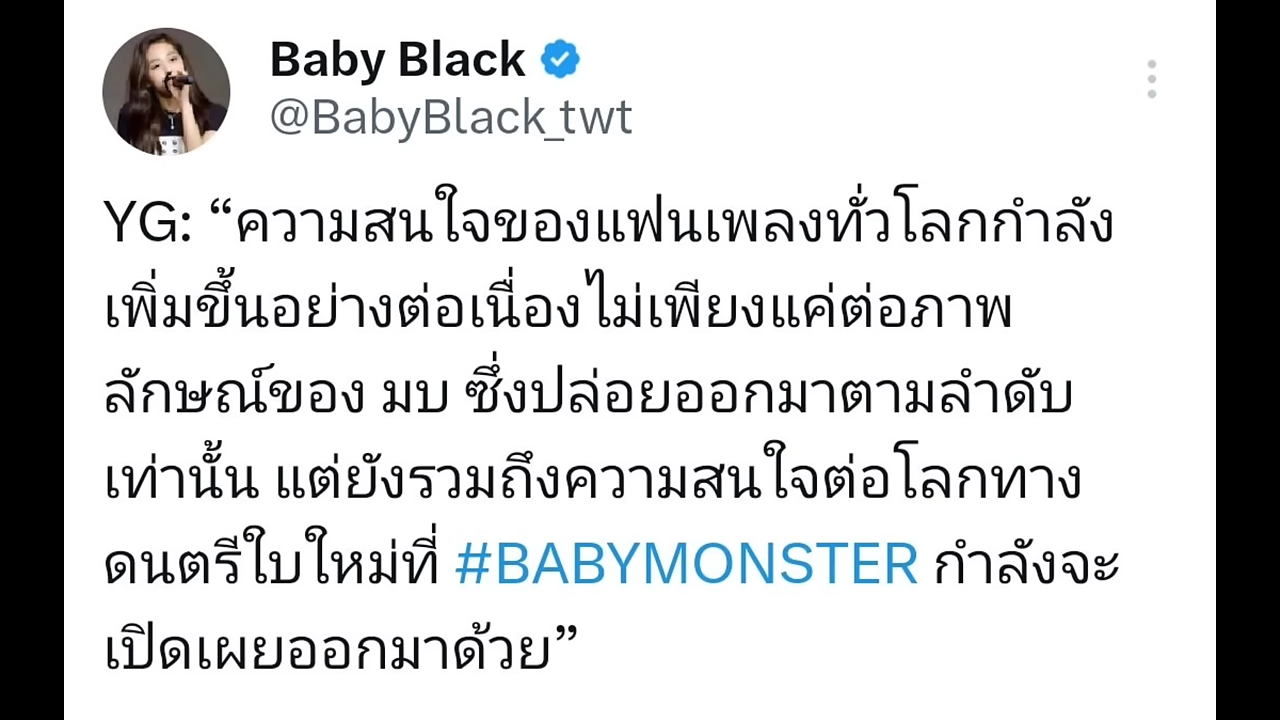 Baby Black
@BabyBlack_twt
YG: “ความสนใจของแฟนเพลงทั่วโลกกำลัง
เพิ่มขึ้นอย่างต่อเนื่องไม่เพียงแค่ต่อภาพ
ลักษณ์ของ มบ ซึ่งปล่อยออกมาตามลำดับ
เท่านั้น แต่ยังรวมถึงความสนใจต่อโลกทาง
ดนตรีใบใหม่ที่ #BABYMONSTER กำลังจะ
เปิดเผยออกมาด้วย”